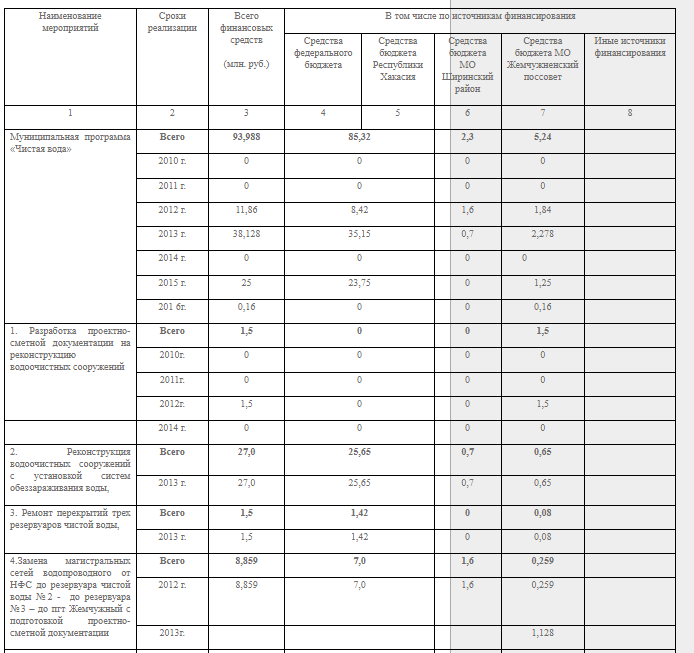 Наименование мероприятий	Сроки реализации	Всего финансовых средств (млн. руб.)	В том числе по источникам финансирования
Средства федерального бюджета	Средства бюджета Республики Хакасия	Средства бюджета МО Ширинский район	Средства бюджета МО Жемчужненский поссовет	Иные источники финансирования
1	2	3	4	5	6	7	8
Муниципальная программа «Чистая вода»	Всего	93,988	85,32	2,3	5,24
2010 г.	0	0	0	0
2011 г.	0	0	0	0
2012 г.	11,86	8,42	1,6	1,84
2013 г.	38,128	35,15	0,7	2,278
2014 г.	0	0	0	0
2015 г.	25	23,75	0	1,25
201 6г.	0,16	0	0	0,16
1. Разработка проектно-сметной документации на реконструкцию водоочистных сооружений	Всего	1,5	0	0	1,5
2010г.	0	0	0	0
2011г.	0	0	0	0
2012г.	1,5	0	0	1,5
2014 г.	0	0	0	0
2. Реконструкция водоочистных сооружений с установкой систем обеззараживания воды,	Всего	27,0	25,65	0,7	0,65
2013 г.	27,0	25,65	0,7	0,65
3. Ремонт перекрытий трех резервуаров чистой воды,	Всего	1,5	1,42	0	0,08
2013 г.	1,5	1,42	0	0,08
4.Замена магистральных сетей водопроводного от НФС до резервуара чистой воды №2 - до резервуара №3 – до пгт Жемчужный с подготовкой проектно-сметной документации	Всего	8,859	7,0	1,6	0,259
2012 г.	8,859	7,0	1,6	0,259
2013г.	1,128